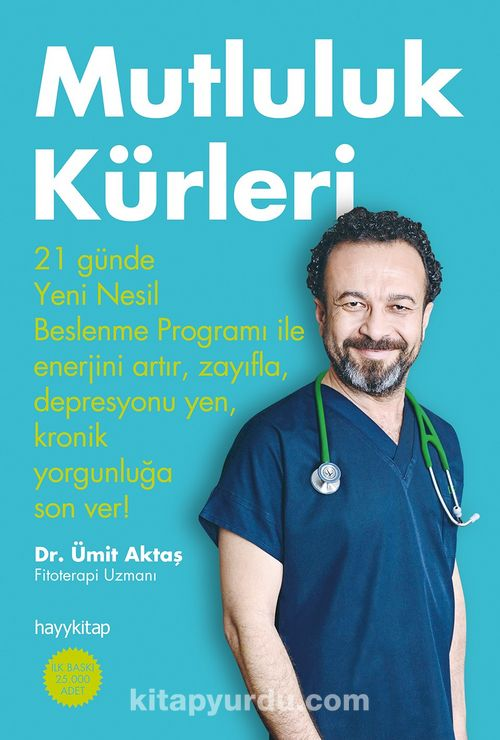 Mutluluk
Kürleri
21 günde
Yeni Nesil
Beslenme Programı ile
enerjini artır, zayıfla,
depresyonu yen,
kronik
yorgunluğa
son ver!
Dr. Ümit Aktaş
Fitoterapi Uzmanı
hayykitap
İLK BASKI
25.000
ADET
kitapyurdu.com